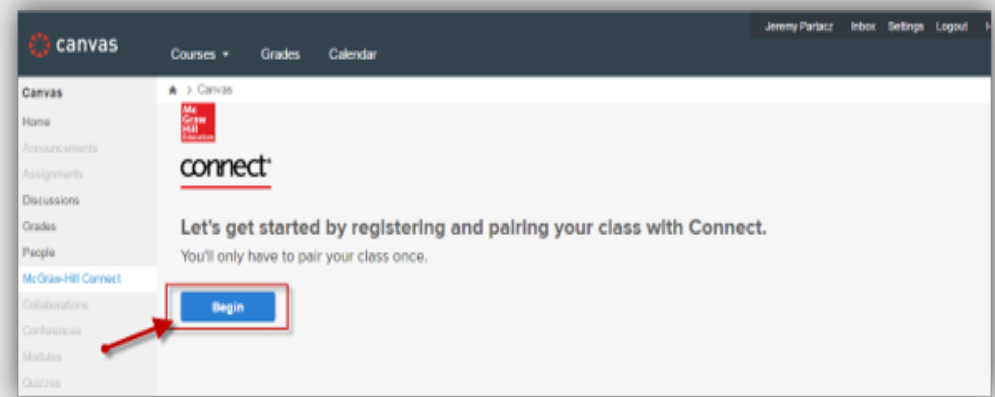 Jeremy Partacz Inbox Settings Logout
canvas
Courses Grades Calendar
Canvas
Home
Announcements
Assignments
Discussions
Grades
People
McGraw-Hill Connect
Collaborations
Conferences
Modules
Quizzes
> Canvas
Mc
Graw
Hill
Education
connect®
Let's get started by registering and pairing your class with Connect.
You'll only have to pair your class once.
Begin